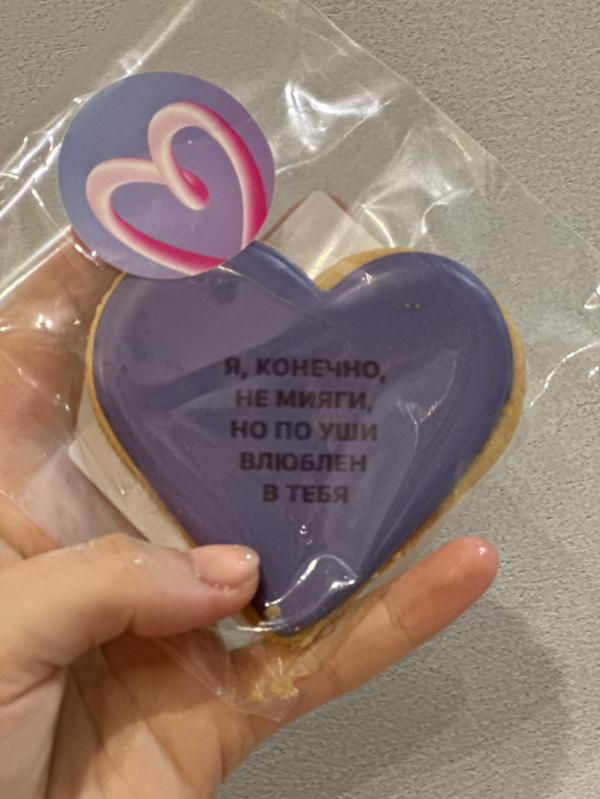 Я, КОНЕЧНО,
НЕ МИЯГИ,
НО ПО УШИ
ВЛЮБЛЕН
В ТЕБЯ